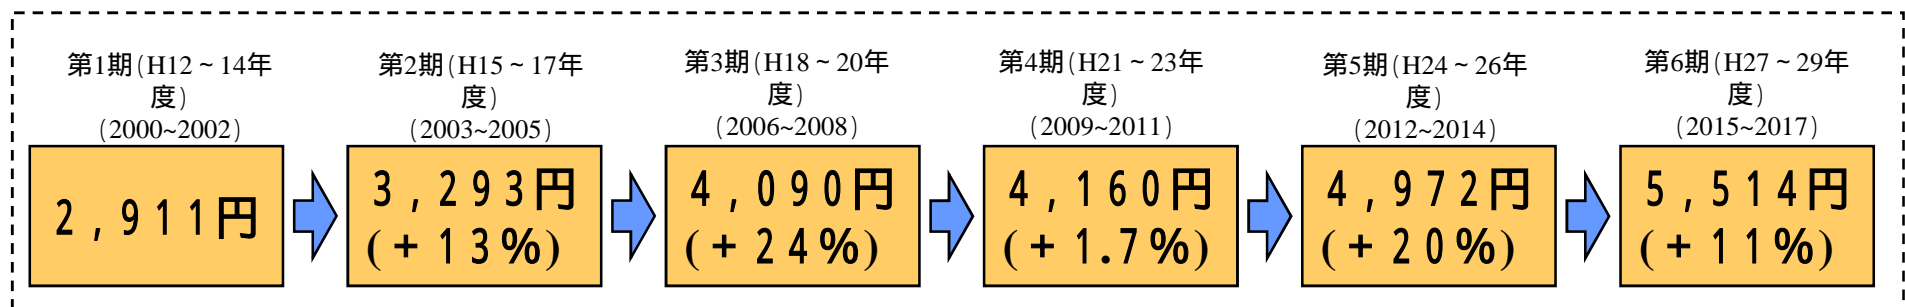 第1期(H12～14年
度)
(2000~2002)
2,911円
第2期(H15～17年
度)
(2003~2005)
3,293円
(+13%)
第3期(H18～20年
度)
(2006~2008)
4,090円
(+24%)
第4期(H21～23年
度)
(2009~2011)
4,160円
(+1.7%)
第5期(H24～26年
度)
(2012~2014)
4,972円
(+20%)
第6期(H27～29年
度)
(2015~2017)
5,514円
(+11%)